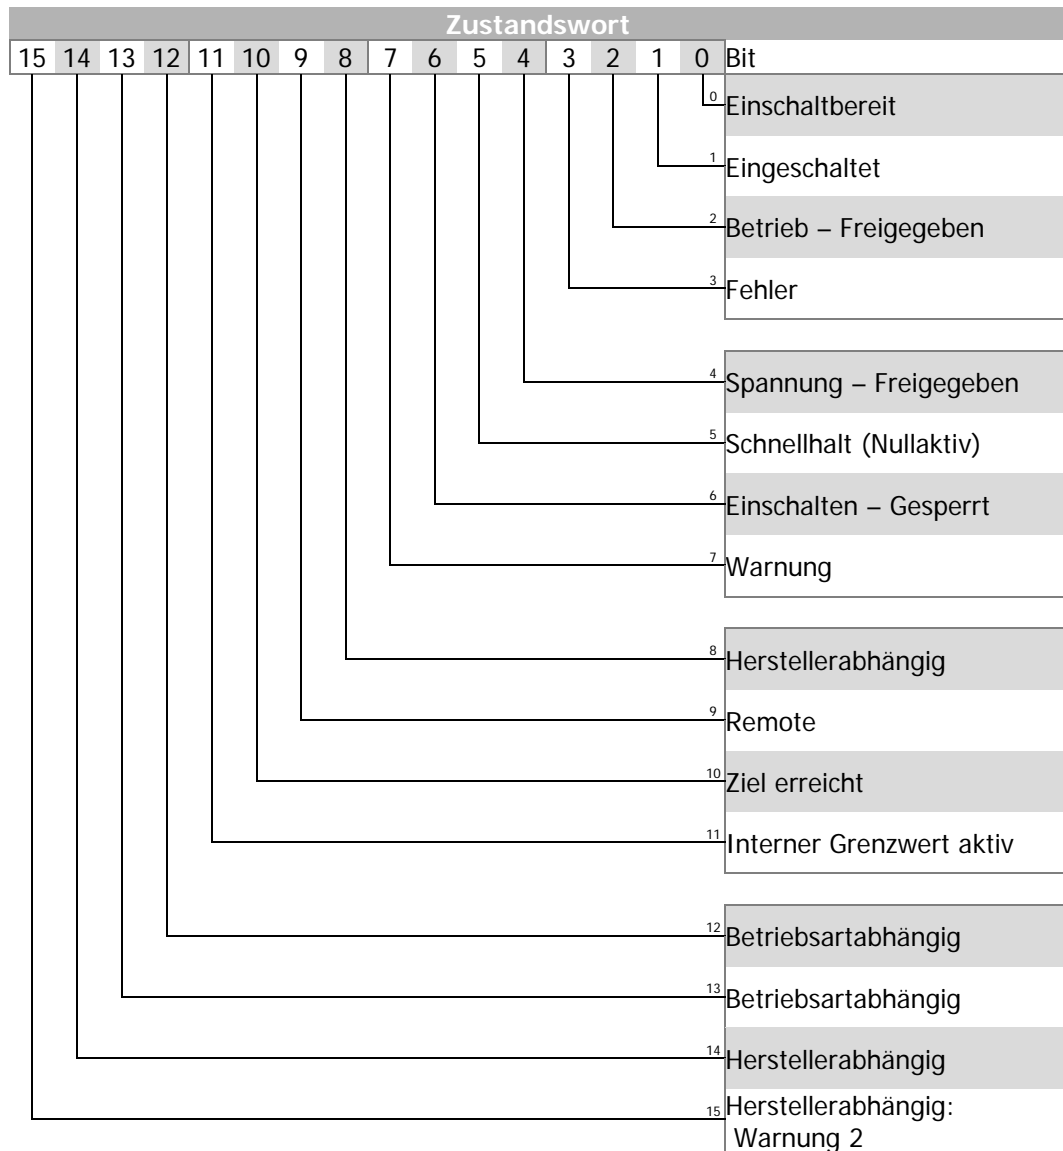 Zustandswort
15 14 13 12 11 10 9 8 7 6 5 4 3 2 1 0 Bit
0 Einschaltbereit
1 Eingeschaltet
2 Betrieb – Freigegeben
3 Fehler
4 Spannung – Freigegeben
5 Schnellhalt (Nullaktiv)
6 Einschalten – Gesperrt
7 Warnung
8 Herstellerabhängig
9 Remote
10 Ziel erreicht
11 Interner Grenzwert aktiv
12 Betriebsartabhängig
13 Betriebsartabhängig
14 Herstellerabhängig
15 Herstellerabhängig:
Warnung 2